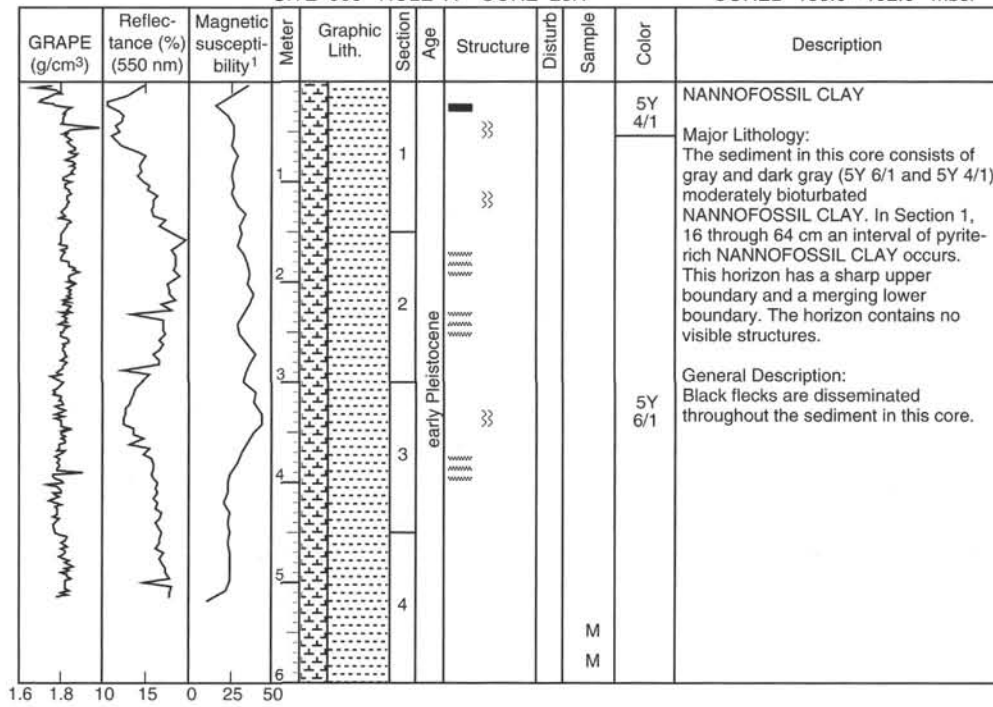 GRAPE
(g/cm³)
Reflec-
tance (%)
(550 nm)
Magnetic
suscepti-
bility¹
Meter
Graphic
Lith.
Section
Age
Structure
Disturb
Sample
Color
Description
1
2
3
4
5
6
1
2
3
4
early Pleistocene
M
M
5Y
4/1
5Y
6/1
NANNOFOSSIL CLAY
Major Lithology:
The sediment in this core consists of
gray and dark gray (5Y 6/1 and 5Y 4/1)
moderately bioturbated
NANNOFOSSIL CLAY. In Section 1,
16 through 64 cm an interval of pyrite-
rich NANNOFOSSIL CLAY occurs.
This horizon has a sharp upper
boundary and a merging lower
boundary. The horizon contains no
visible structures.
General Description:
Black flecks are disseminated
throughout the sediment in this core.
1.6 1.8 10 15 0 25 50